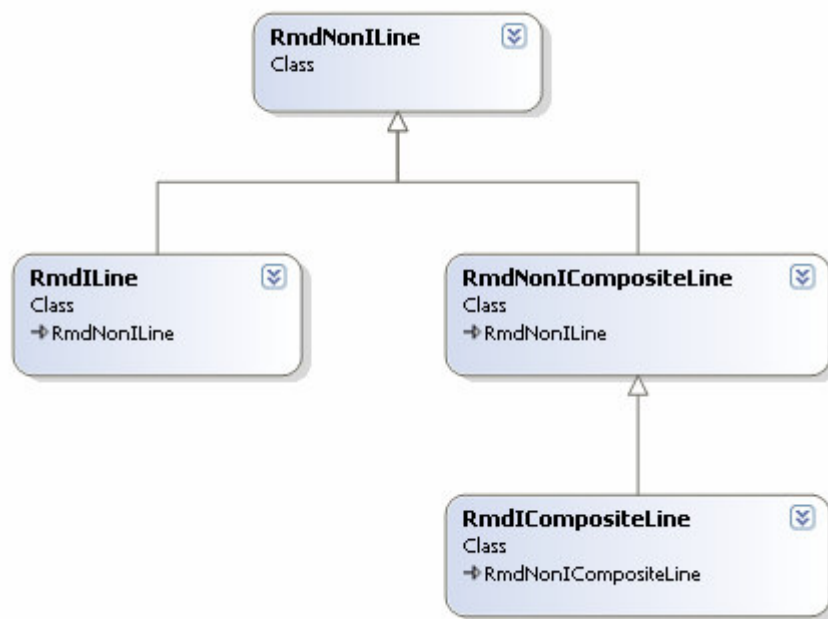 RmdNonILine
Class
RmdILine
Class
RmdNonILine
RmdNonICompositeLine
Class
RmdNonILine
RmdICompositeLine
Class
RmdNonICompositeLine